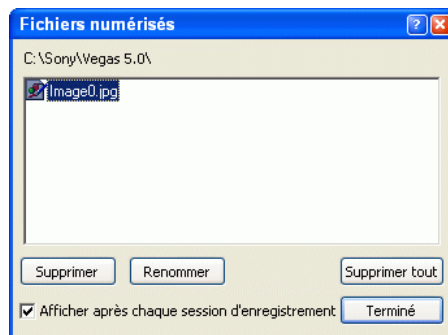 Fichiers numérisés
C:\Sony\Vegas 5.0\
Image0.jpg
Supprimer Renommer Supprimer tout
Afficher après chaque session d'enregistrement Terminé